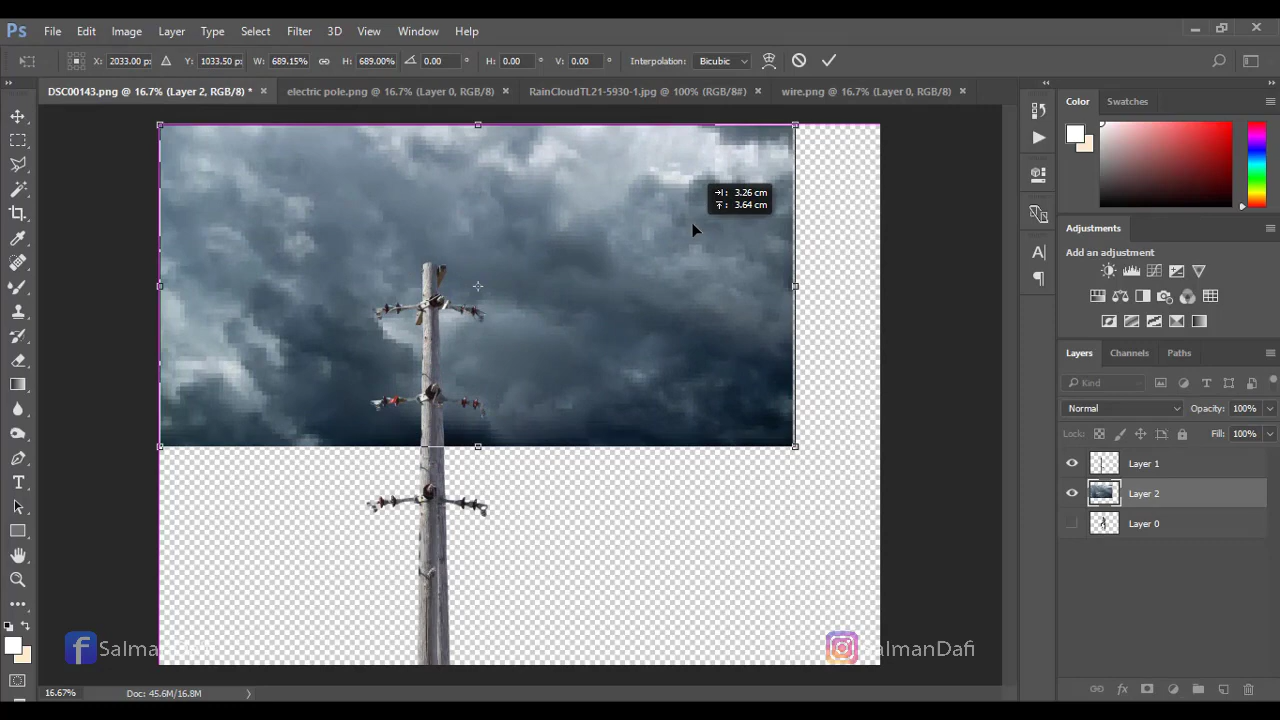 Ps File Edit Image Layer Type Select Filter 3D View Window Help
X: 2033.00 px Y: 1033.50 px W: 689.15% H: 689.00% 0.00 ° H: 0.00 ° V: 0.00 ° Interpolation: Bicubic
DSC00143.png @ 16.7% (Layer 2, RGB/8) * × electric pole.png @ 16.7% (Layer 0, RGB/8) × RainCloudTL21-5930-1.jpg @ 100% (RGB/8#) × wire.png @ 16.7% (Layer 0, RGB/8) ×
Color Swatches
3.26 cm
3.64 cm
Adjustments
Add an adjustment
Layers Channels Paths
Kind
Normal Opacity: 100%
Lock: Fill: 100%
Layer 1
Layer 2
Layer 0
f Salman
SalmanDafi
16.67% Doc: 45.6M/16.8M